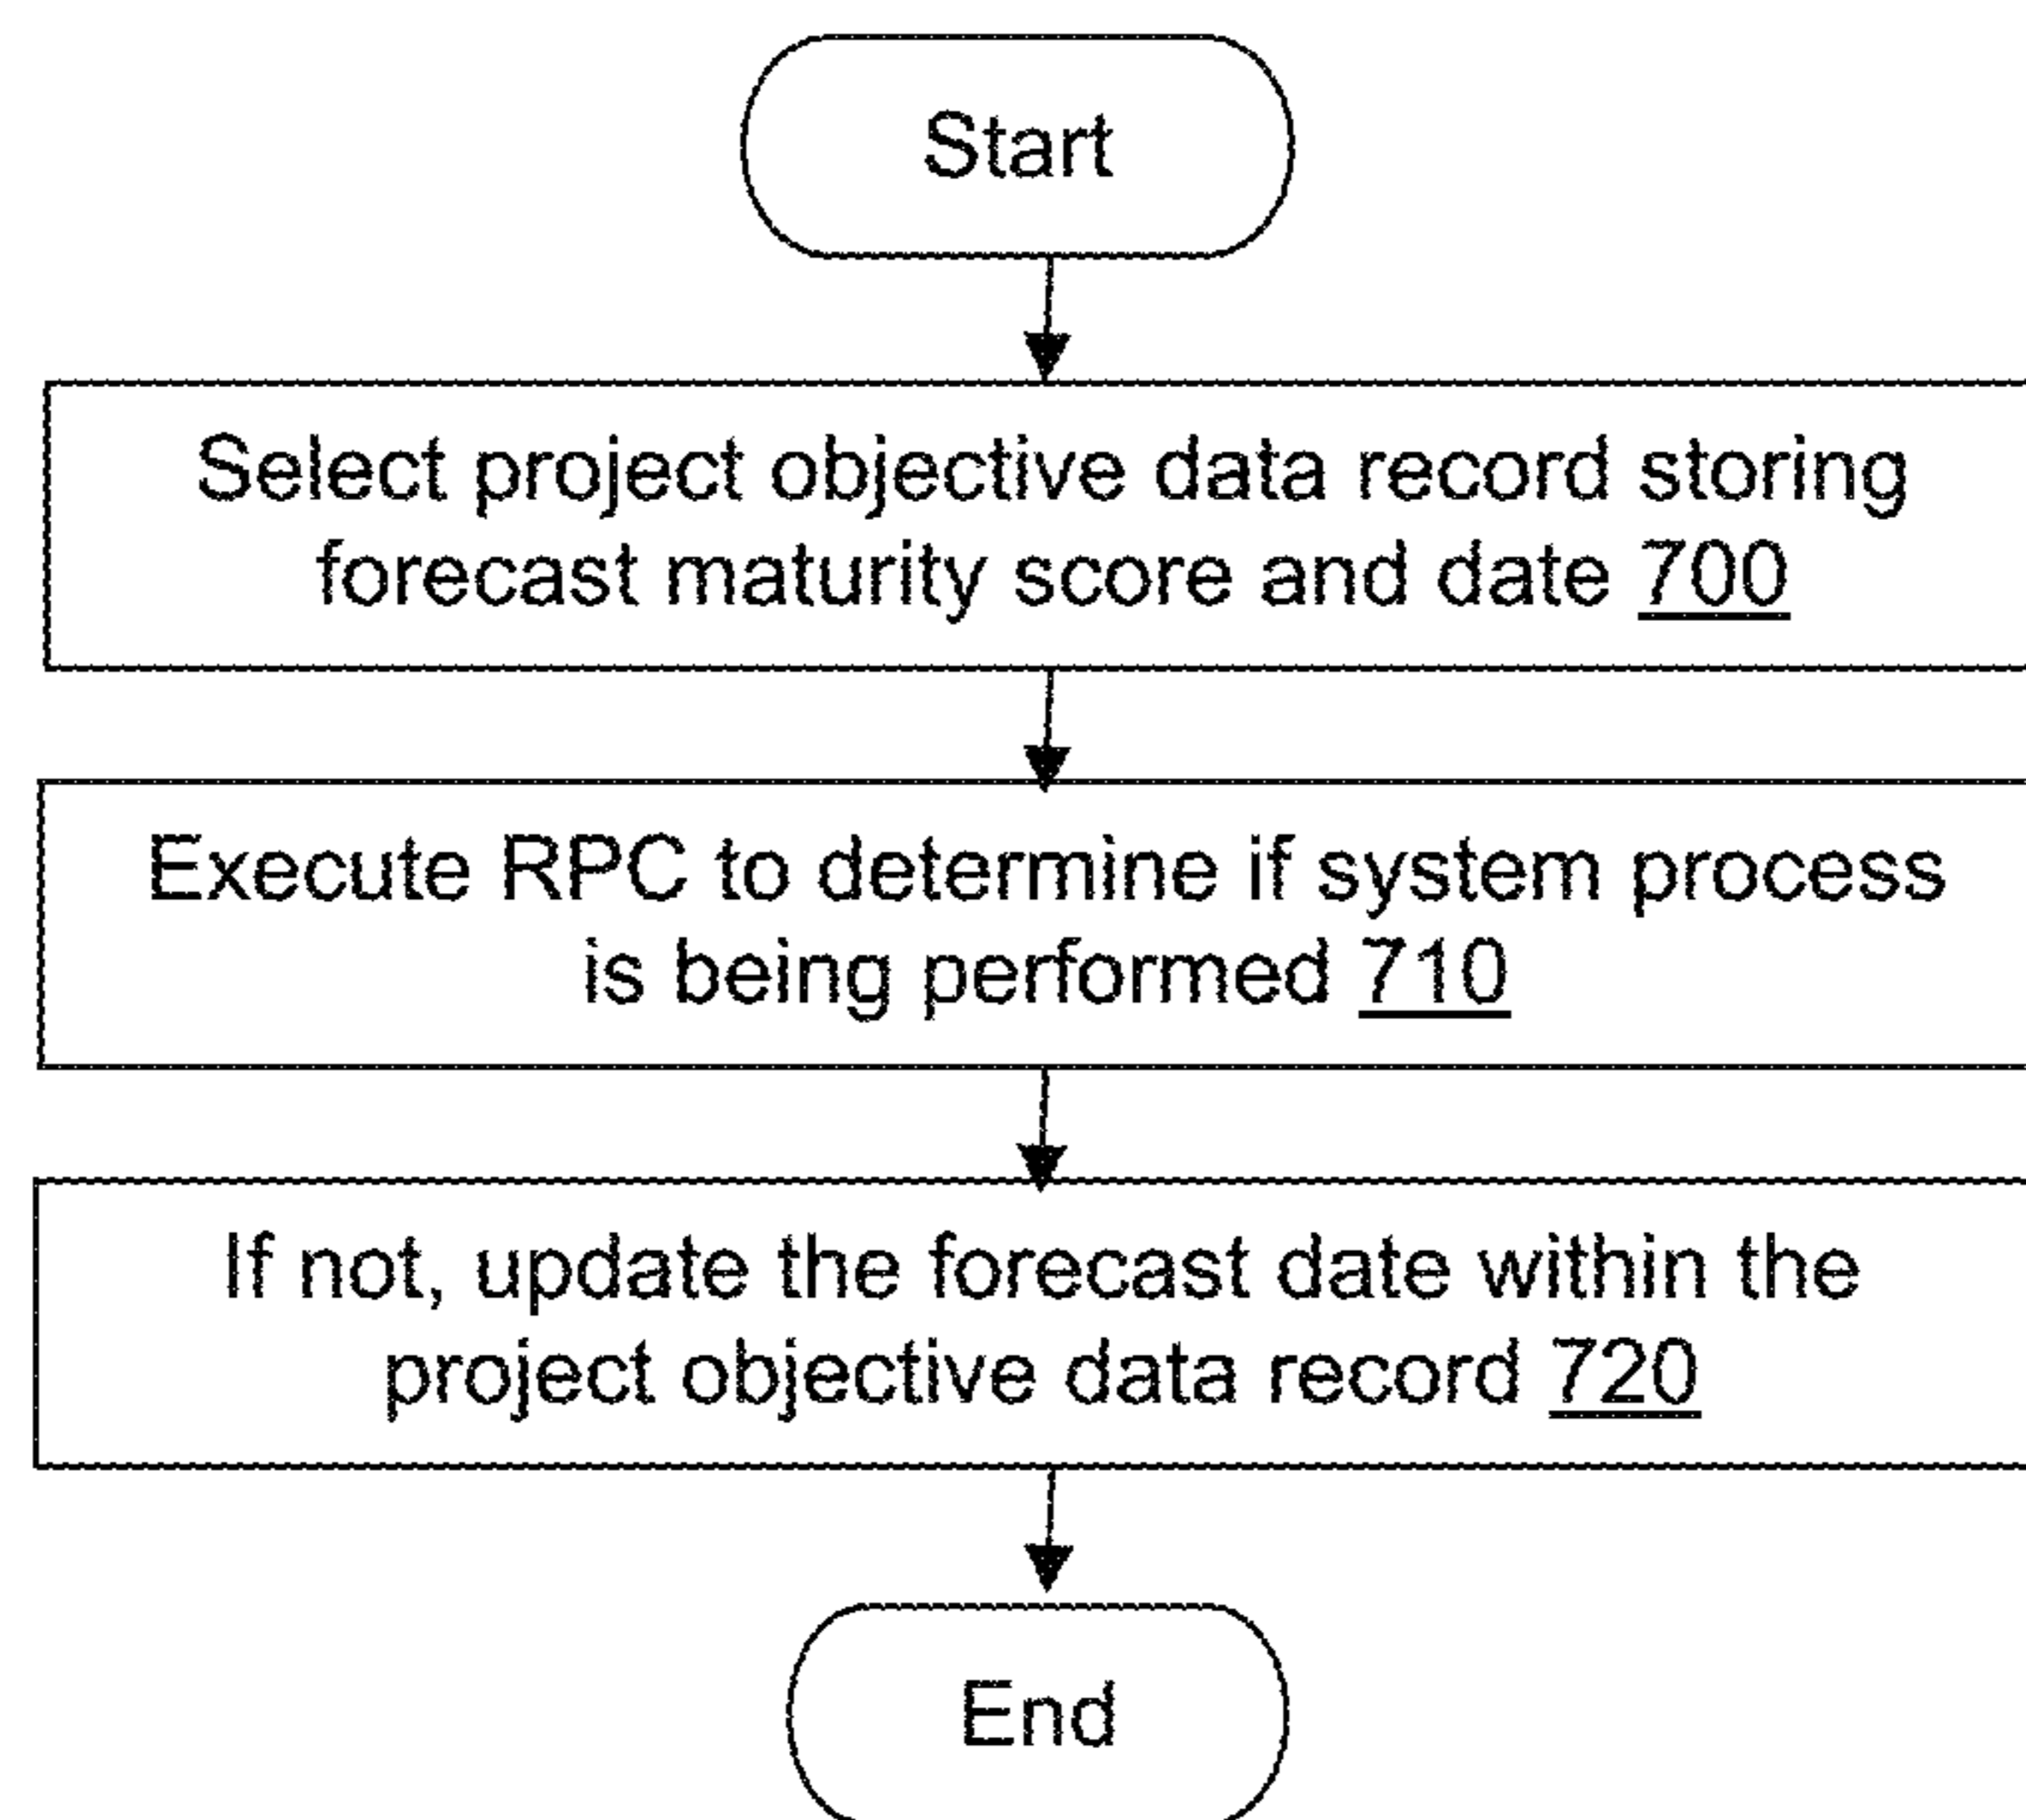 Start
Select project objective data record storing
forecast maturity score and date 700
Execute RPC to determine if system process
is being performed 710
If not, update the forecast date within the
project objective data record 720
End